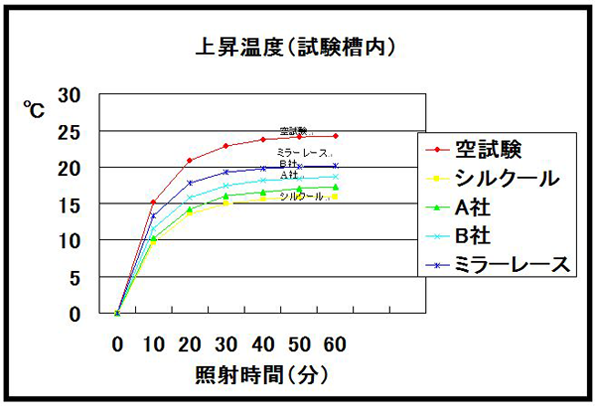 上昇温度(試験槽内)
℃
30
25
20
15
10
5
0
空試験
ミラーレース
B社
A社
シルクール
0 10 20 30 40 50 60
照射時間(分)
空試験
シルクール
A社
B社
ミラーレース